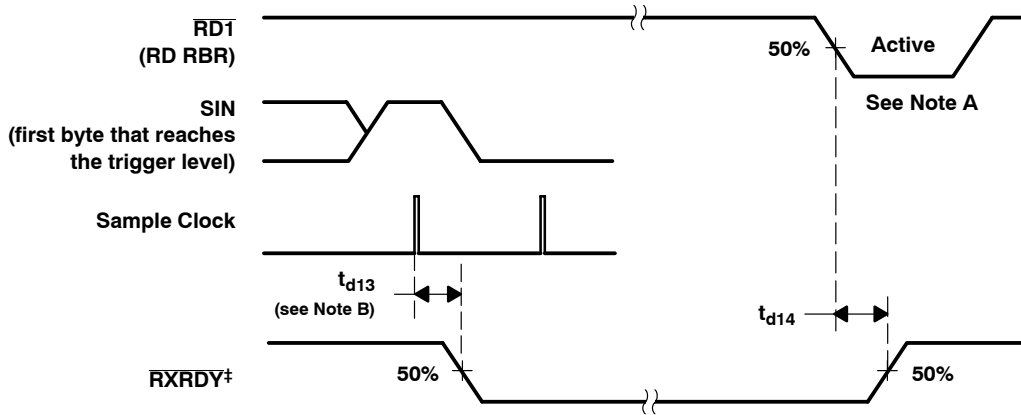 RD1
(RD RBR)
50%
Active
See Note A
SIN
(first byte that reaches
the trigger level)
Sample Clock
td13
(see Note B)
td14
RXRDY‡
50%
50%